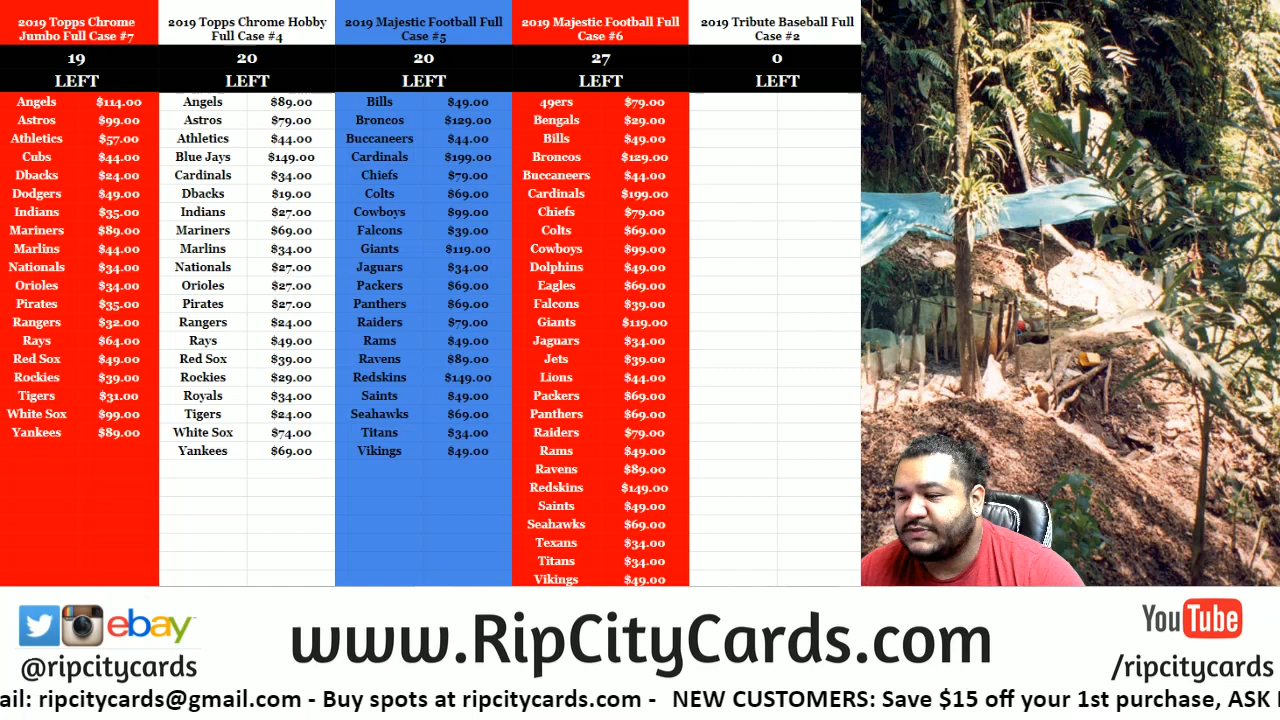 2019 Topps Chrome
Jumbo Full Case #7
19
LEFT
Angels $114.00
Astros $99.00
Athletics $57.00
Cubs $44.00
Dbacks $24.00
Dodgers $49.00
Indians $35.00
Mariners $89.00
Marlins $44.00
Nationals $34.00
Orioles $34.00
Pirates $35.00
Rangers $32.00
Rays $64.00
Red Sox $49.00
Rockies $39.00
Tigers $31.00
White Sox $99.00
Yankees $89.00
2019 Topps Chrome Hobby
Full Case #4
20
LEFT
Angels $89.00
Astros $79.00
Athletics $44.00
Blue Jays $149.00
Cardinals $34.00
Dbacks $19.00
Indians $27.00
Mariners $69.00
Marlins $34.00
Nationals $27.00
Orioles $27.00
Pirates $27.00
Rangers $24.00
Rays $49.00
Red Sox $39.00
Rockies $29.00
Royals $34.00
Tigers $24.00
White Sox $74.00
Yankees $69.00
2019 Majestic Football Full
Case #5
20
LEFT
Bills $49.00
Broncos $129.00
Buccaneers $44.00
Cardinals $199.00
Chiefs $79.00
Colts $69.00
Cowboys $99.00
Falcons $39.00
Giants $119.00
Jaguars $34.00
Packers $69.00
Panthers $69.00
Raiders $79.00
Rams $49.00
Ravens $89.00
Redskins $149.00
Saints $49.00
Seahawks $69.00
Titans $34.00
Vikings $49.00
2019 Majestic Football Full
Case #6
27
LEFT
49ers $79.00
Bengals $29.00
Bills $49.00
Broncos $129.00
Buccaneers $44.00
Cardinals $199.00
Chiefs $79.00
Colts $69.00
Cowboys $99.00
Dolphins $49.00
Eagles $69.00
Falcons $39.00
Giants $119.00
Jaguars $34.00
Jets $39.00
Lions $44.00
Packers $69.00
Panthers $69.00
Raiders $79.00
Rams $49.00
Ravens $89.00
Redskins $149.00
Saints $49.00
Seahawks $69.00
Texans $34.00
Titans $34.00
Vikings $49.00
2019 Tribute Baseball Full
Case #2
0
LEFT
ebay
@ripcitycards
www.RipCityCards.com
YouTube
/ripcitycards
ail: ripcitycards@gmail.com - Buy spots at ripcitycards.com - NEW CUSTOMERS: Save $15 off your 1st purchase, ASK